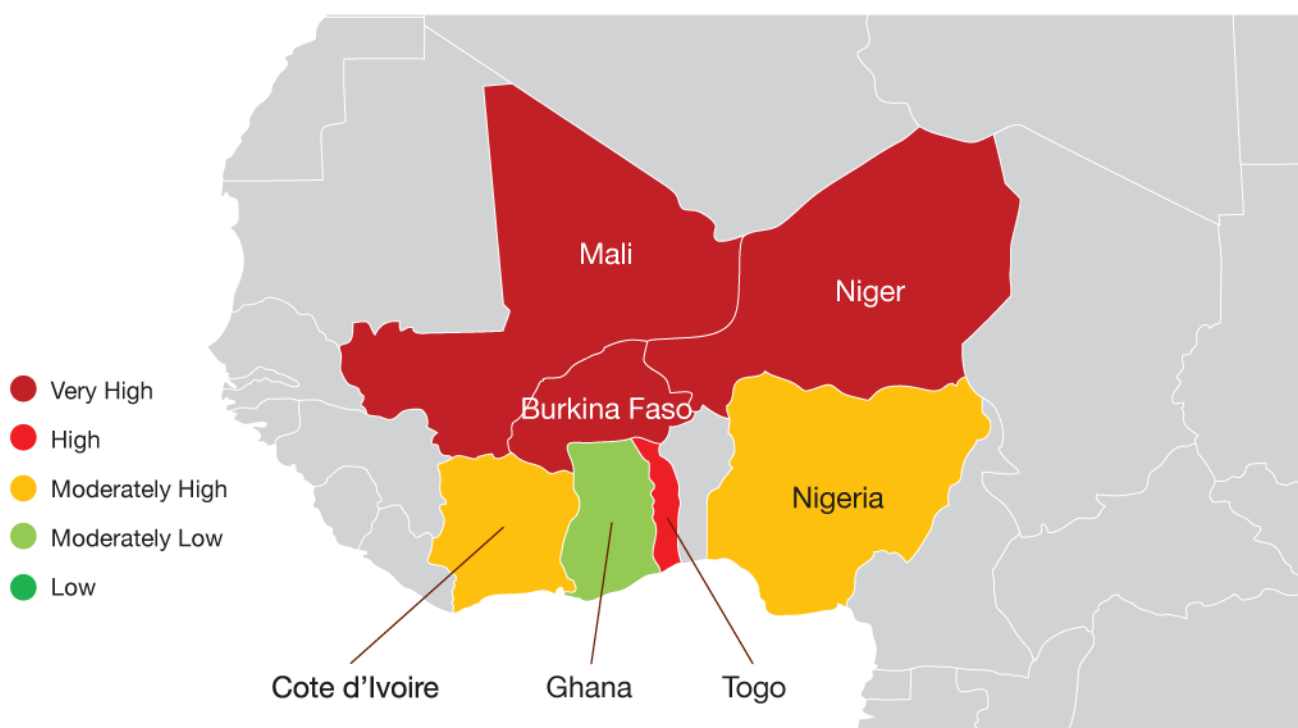 Mali
Niger
Very High
Burkina Faso
High
Moderately High
Nigeria
Moderately Low
Low
Cote d’Ivoire
Ghana
Togo